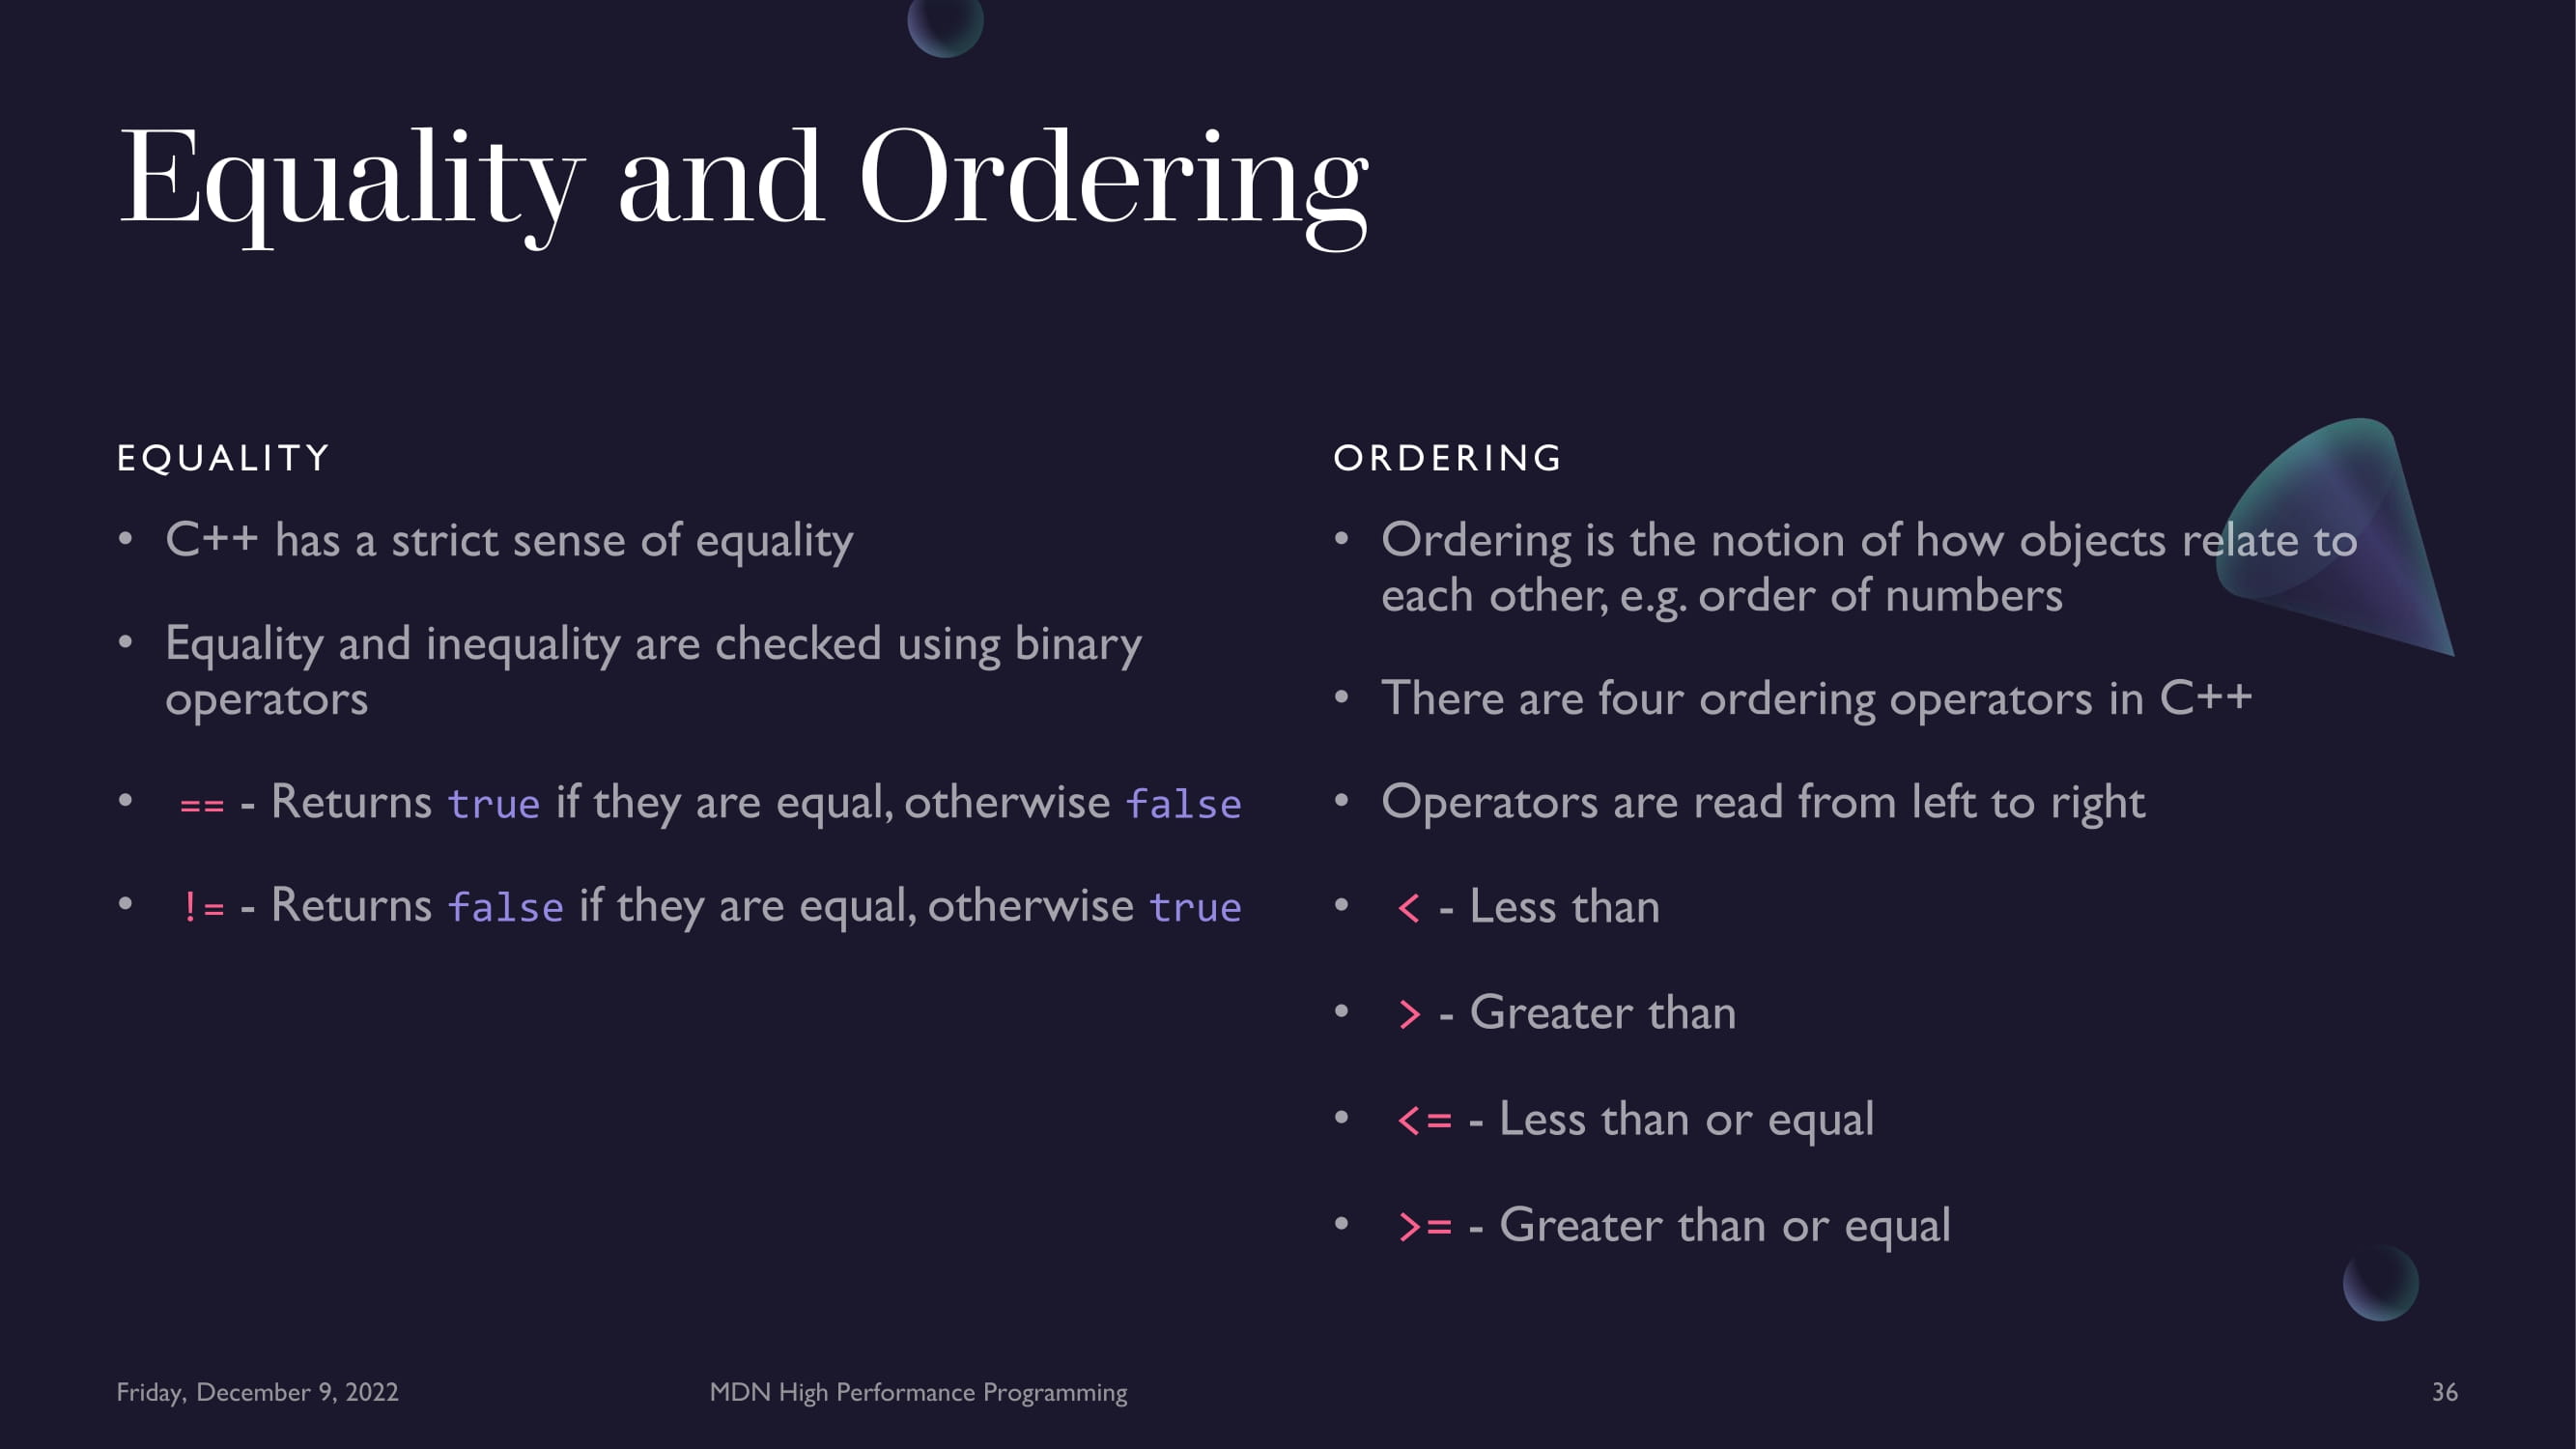 Equality and Ordering
EQUALITY
• C++ has a strict sense of equality
• Equality and inequality are checked using binary
operators
• == - Returns true if they are equal, otherwise false
• != - Returns false if they are equal, otherwise true
ORDERING
• Ordering is the notion of how objects relate to
each other, e.g. order of numbers
• There are four ordering operators in C++
• Operators are read from left to right
• < - Less than
• > - Greater than
• <= - Less than or equal
• >= - Greater than or equal
Friday, December 9, 2022
MDN High Performance Programming
36